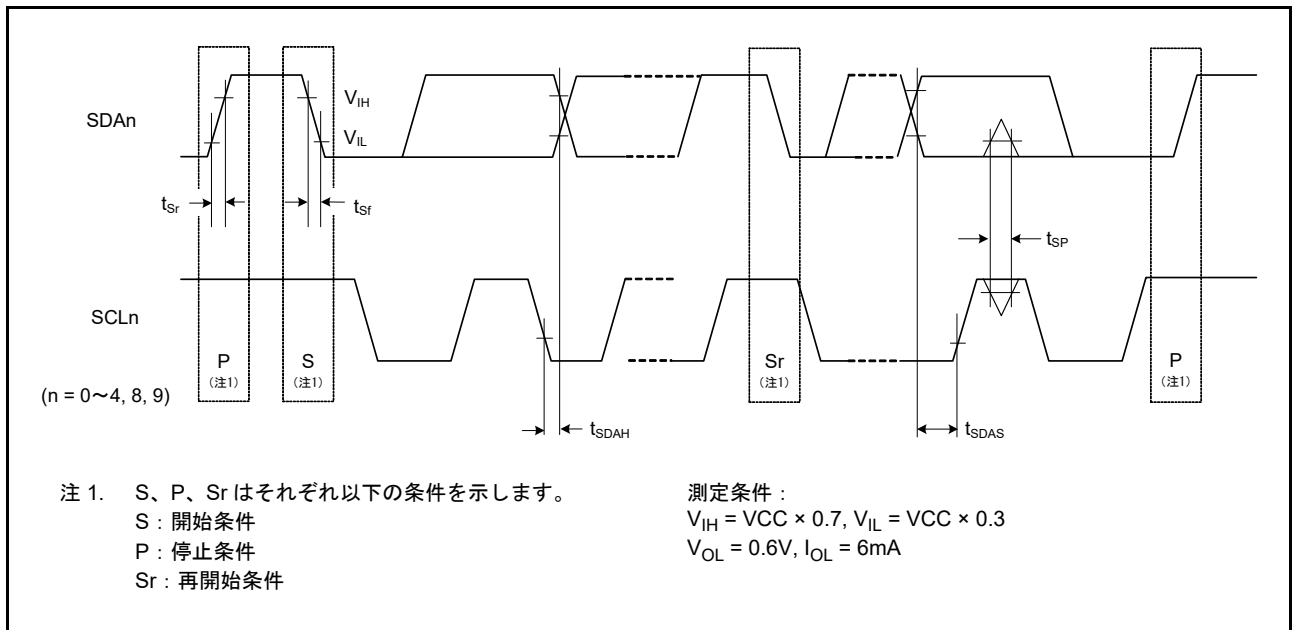 SDAn
V_IH
V_IL
t_Sr
t_Sf
t_SP
SCLn
P
(注1)
S
(注1)
Sr
(注1)
P
(注1)
(n = 0～4, 8, 9)
t_SDAH
t_SDAS
注 1. S、P、Sr はそれぞれ以下の条件を示します。
S：開始条件
P：停止条件
Sr：再開始条件
測定条件：
V_IH = VCC × 0.7, V_IL = VCC × 0.3
V_OL = 0.6V, I_OL = 6mA